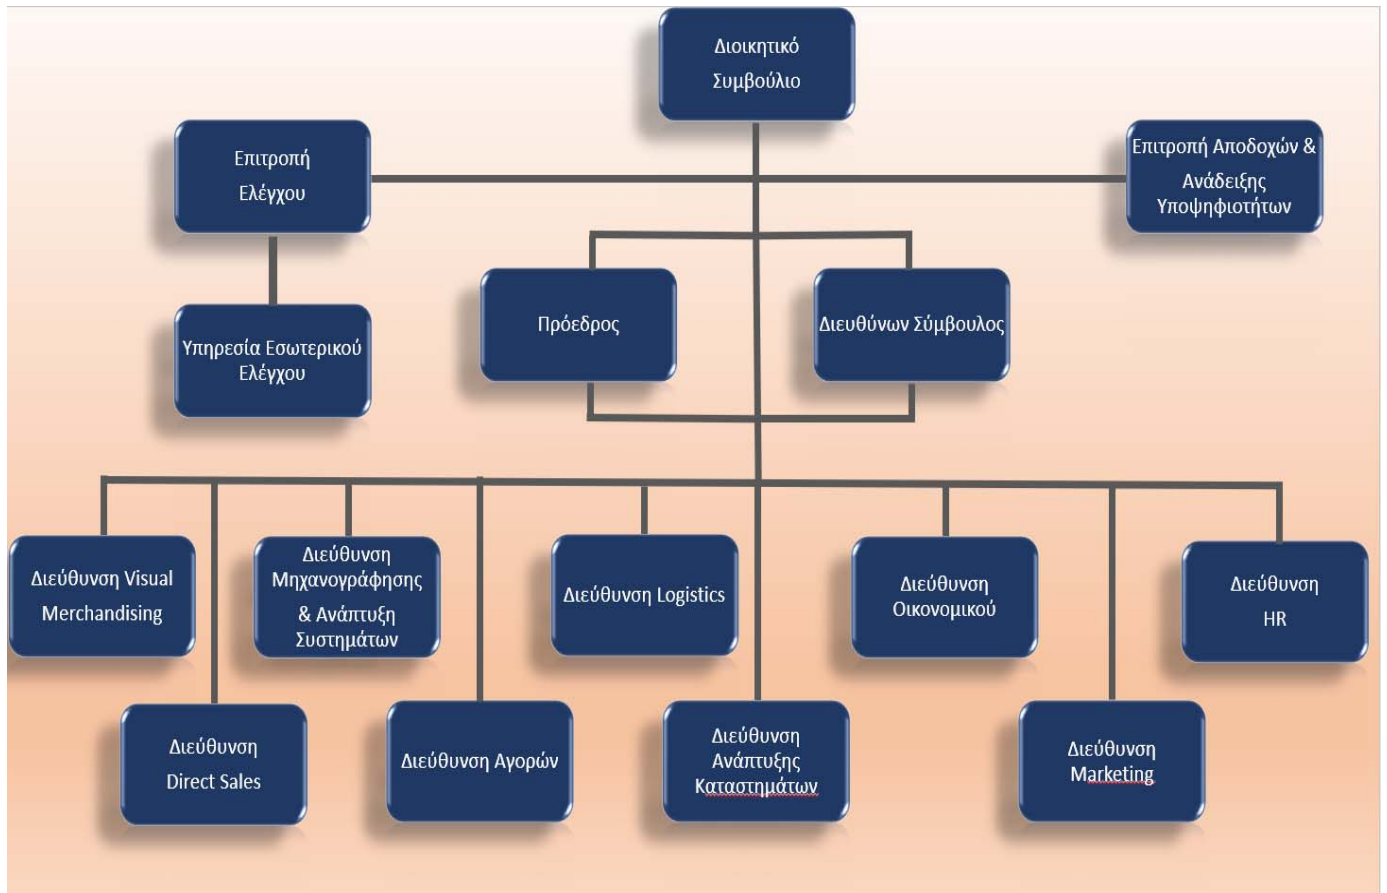 Διοικητικό
Συμβούλιο
Επιτροπή
Ελέγχου
Επιτροπή Αποδοχών &
Ανάδειξης
Υποψηφιοτήτων
Υπηρεσία Εσωτερικού
Ελέγχου
Πρόεδρος
Διευθύνων Σύμβουλος
Διεύθυνση Visual
Merchandising
Διεύθυνση
Μηχανογράφησης
& Ανάπτυξη
Συστημάτων
Διεύθυνση Logistics
Διεύθυνση
Οικονομικού
Διεύθυνση
HR
Διεύθυνση
Direct Sales
Διεύθυνση Αγορών
Διεύθυνση
Ανάπτυξης
Καταστημάτων
Διεύθυνση
Marketing